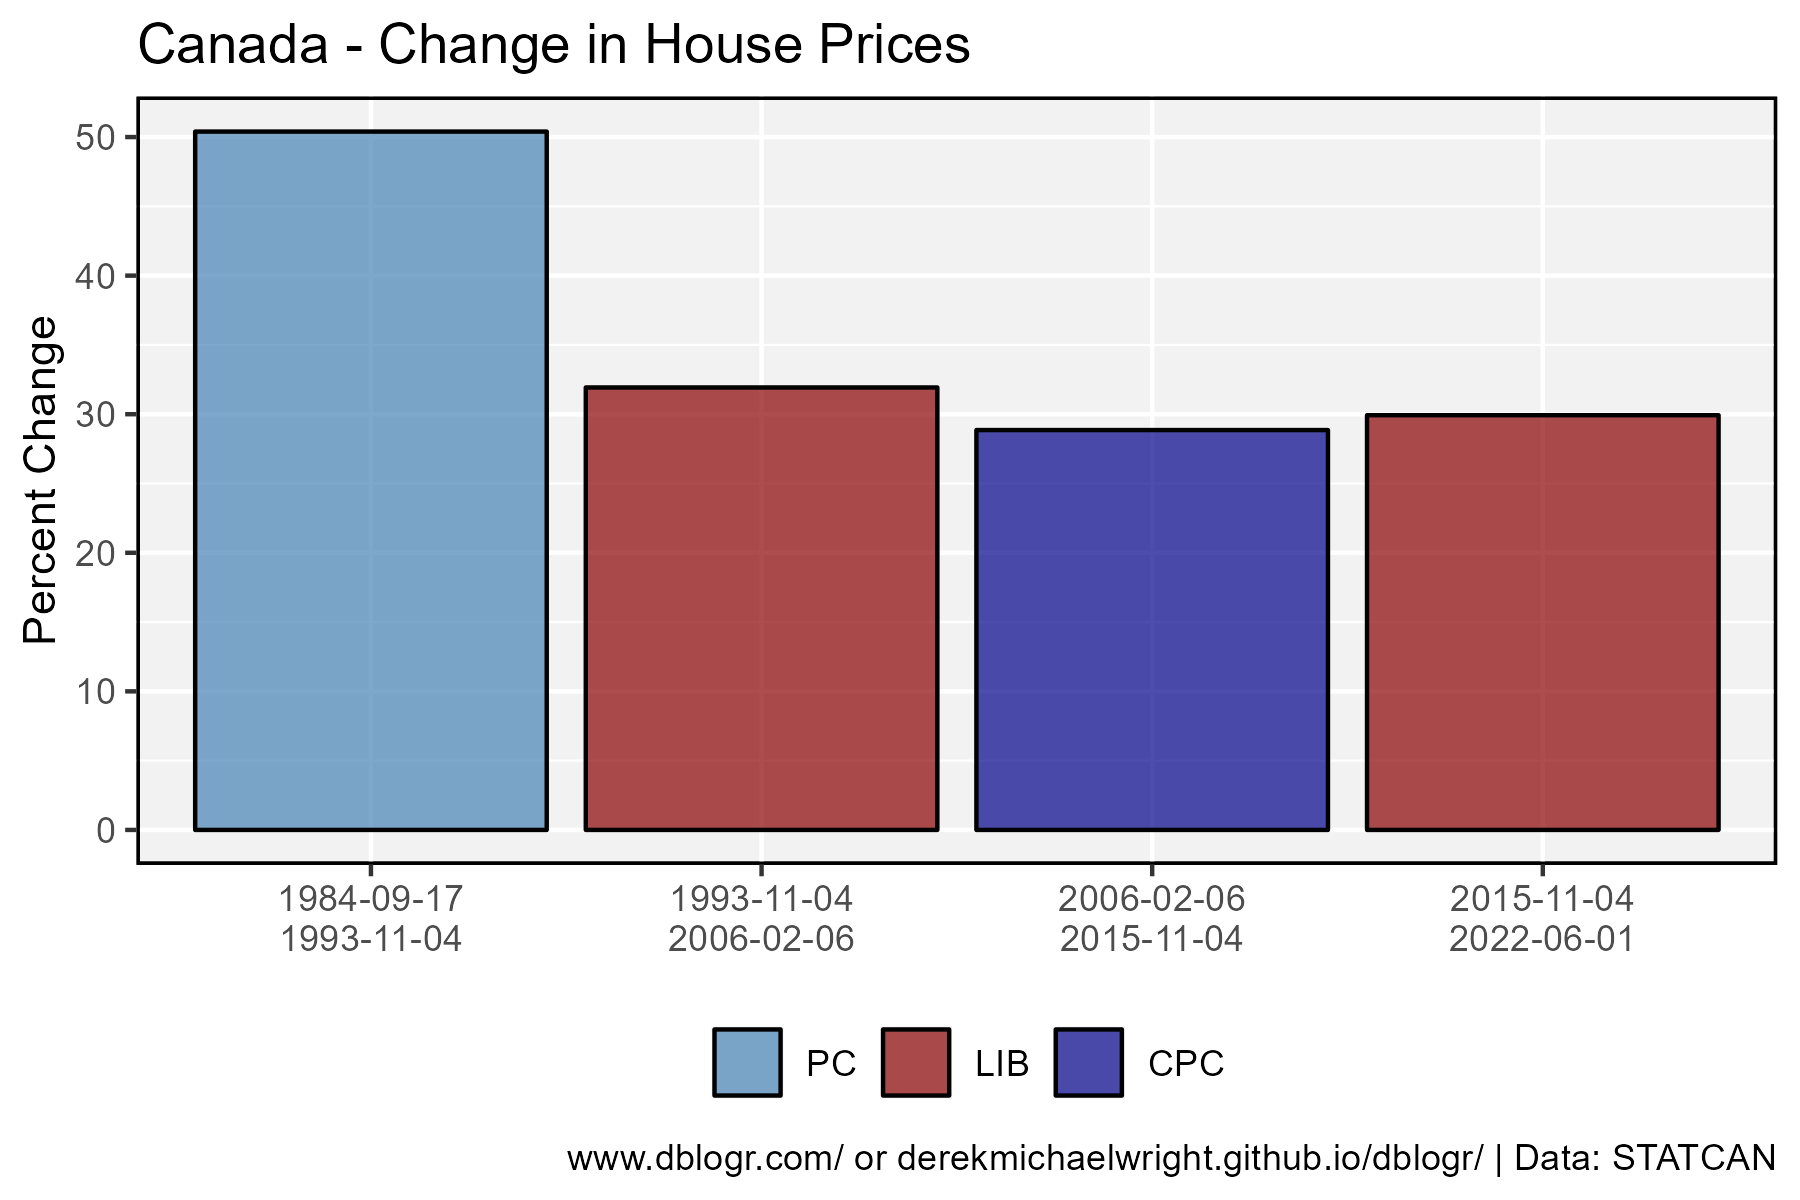 Canada - Change in House Prices
Percent Change
50
40
30
20
10
0
1984-09-17
1993-11-04
1993-11-04
2006-02-06
2006-02-06
2015-11-04
2015-11-04
2022-06-01
PC
LIB
CPC
www.dblogr.com/ or derekmichaelwright.github.io/dblogr/ | Data: STATCAN